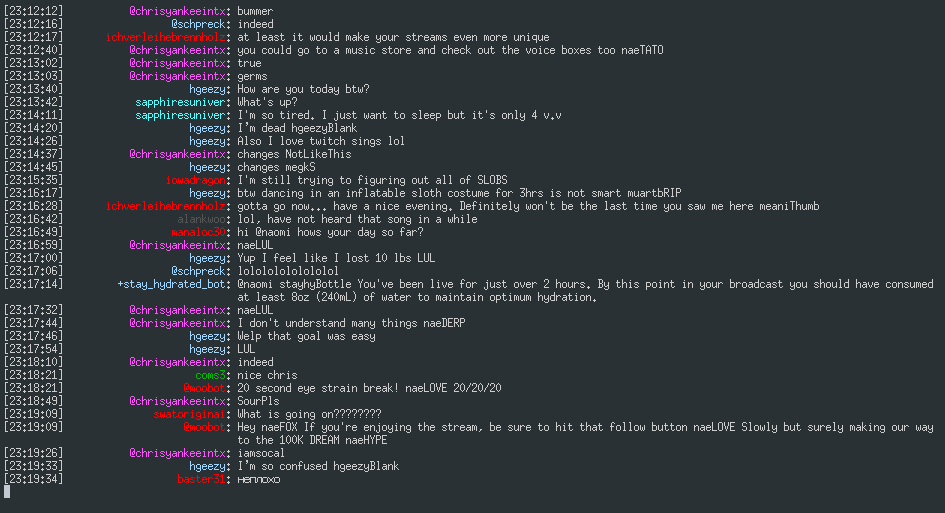 [23:12:12] @chrisyankeeintx: bummer
[23:12:16] @schpreck: indeed
[23:12:17] ichverleihebrennholz: at least it would make your streams even more unique
[23:12:40] @chrisyankeeintx: you could go to a music store and check out the voice boxes too naeTATO
[23:13:02] @chrisyankeeintx: true
[23:13:03] @chrisyankeeintx: germs
[23:13:40] hgeezy: How are you today btw?
[23:13:42] sapphiresuniver: What's up?
[23:14:11] sapphiresuniver: I'm so tired. I just want to sleep but it's only 4 v.v
[23:14:20] hgeezy: I'm dead hgeezyBlank
[23:14:26] hgeezy: Also I love twitch sings lol
[23:14:37] @chrisyankeeintx: changes NotLikeThis
[23:14:45] hgeezy: changes megkS
[23:15:35] iowadragon: I'm still trying to figuring out all of SLOBS
[23:16:17] hgeezy: btw dancing in an inflatable sloth costume for 3hrs is not smart muartbRIP
[23:16:28] ichverleihebrennholz: gotta go now... have a nice evening. Definitely won't be the last time you saw me here meaniThumb
[23:16:42] alankwoo: lol, have not heard that song in a while
[23:16:49] manaloc30: hi @naomi hows your day so far?
[23:16:59] @chrisyankeeintx: naeLUL
[23:17:00] hgeezy: Yup I feel like I lost 10 lbs LUL
[23:17:06] @schpreck: lolololololololol
[23:17:14] +stay_hydrated_bot: @naomi stayhyBottle You've been live for just over 2 hours. By this point in your broadcast you should have consumed
at least 8oz (240mL) of water to maintain optimum hydration.
[23:17:32] @chrisyankeeintx: naeLUL
[23:17:44] @chrisyankeeintx: I don't understand many things naeDERP
[23:17:46] hgeezy: Welp that goal was easy
[23:17:54] hgeezy: LUL
[23:18:10] @chrisyankeeintx: indeed
[23:18:21] coms3: nice chris
[23:18:21] @moobot: 20 second eye strain break! naeLOVE 20/20/20
[23:18:49] @chrisyankeeintx: SourPls
[23:19:09] swatoriginal: What is going on????????
[23:19:09] @moobot: Hey naeFOX If you're enjoying the stream, be sure to hit that follow button naeLOVE Slowly but surely making our way
to the 100K DREAM naeHYPE
[23:19:26] @chrisyankeeintx: iamsocal
[23:19:33] hgeezy: I'm so confused hgeezyBlank
[23:19:34] baster31: неплохо